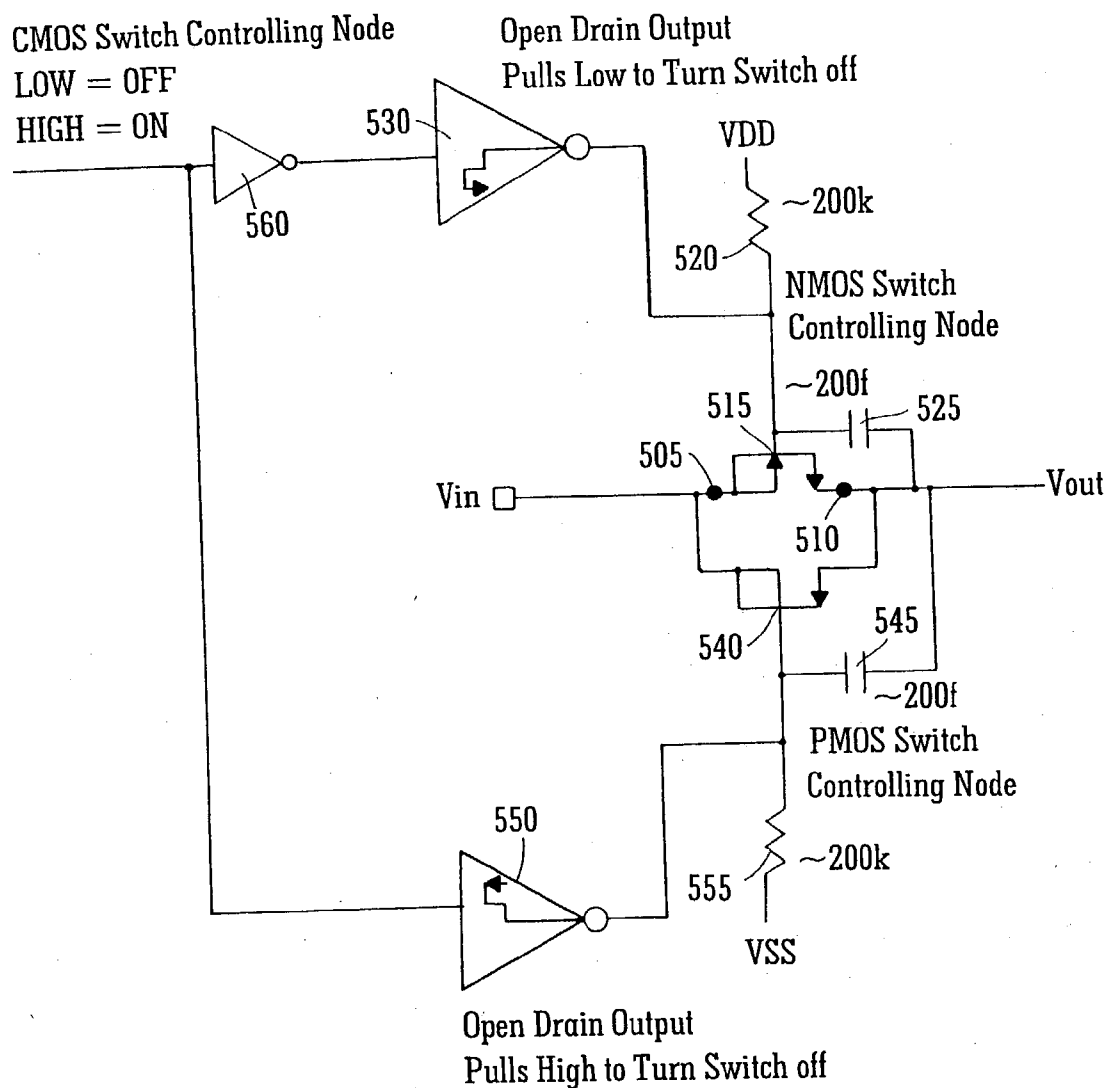 CMOS Switch Controlling Node
LOW = OFF
HIGH = ON
Open Drain Output
Pulls Low to Turn Switch off
530
560
VDD
~200k
520
NMOS Switch
Controlling Node
~200f
515
525
505
Vin
Vout
510
540
545
~200f
PMOS Switch
Controlling Node
550
555
~200k
VSS
Open Drain Output
Pulls High to Turn Switch off